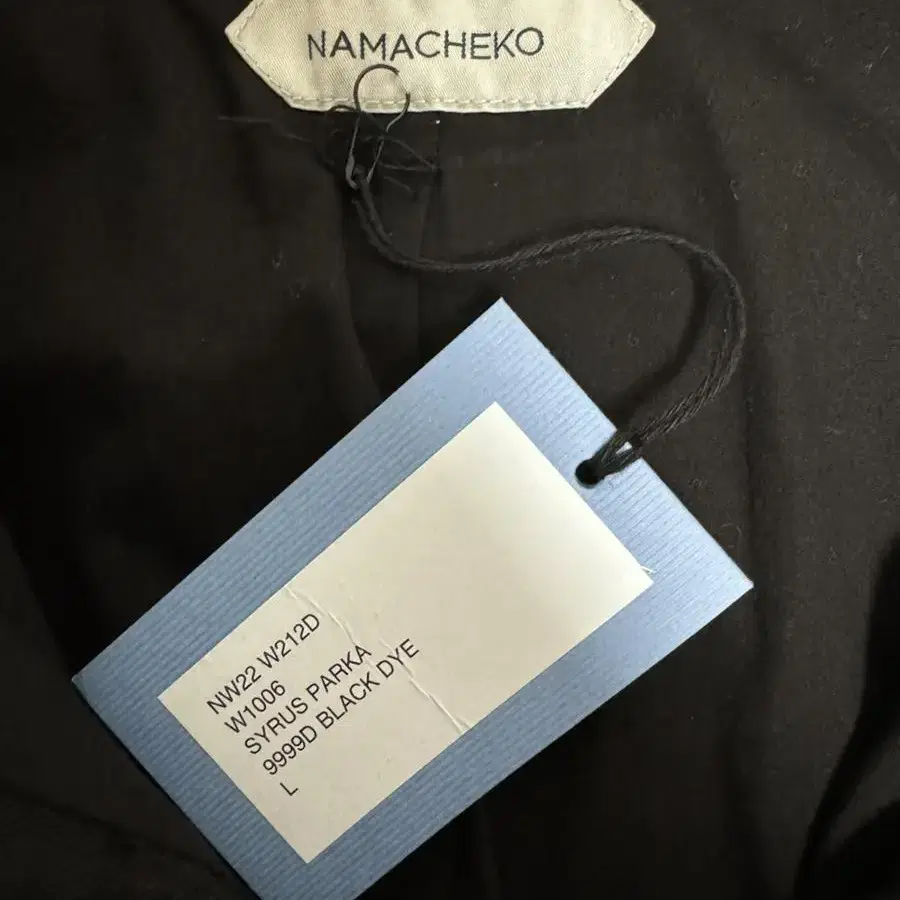 NAMACHEKO
NW22 W212D
W1006
SYRUS PARKA
9999D BLACK DYE
L